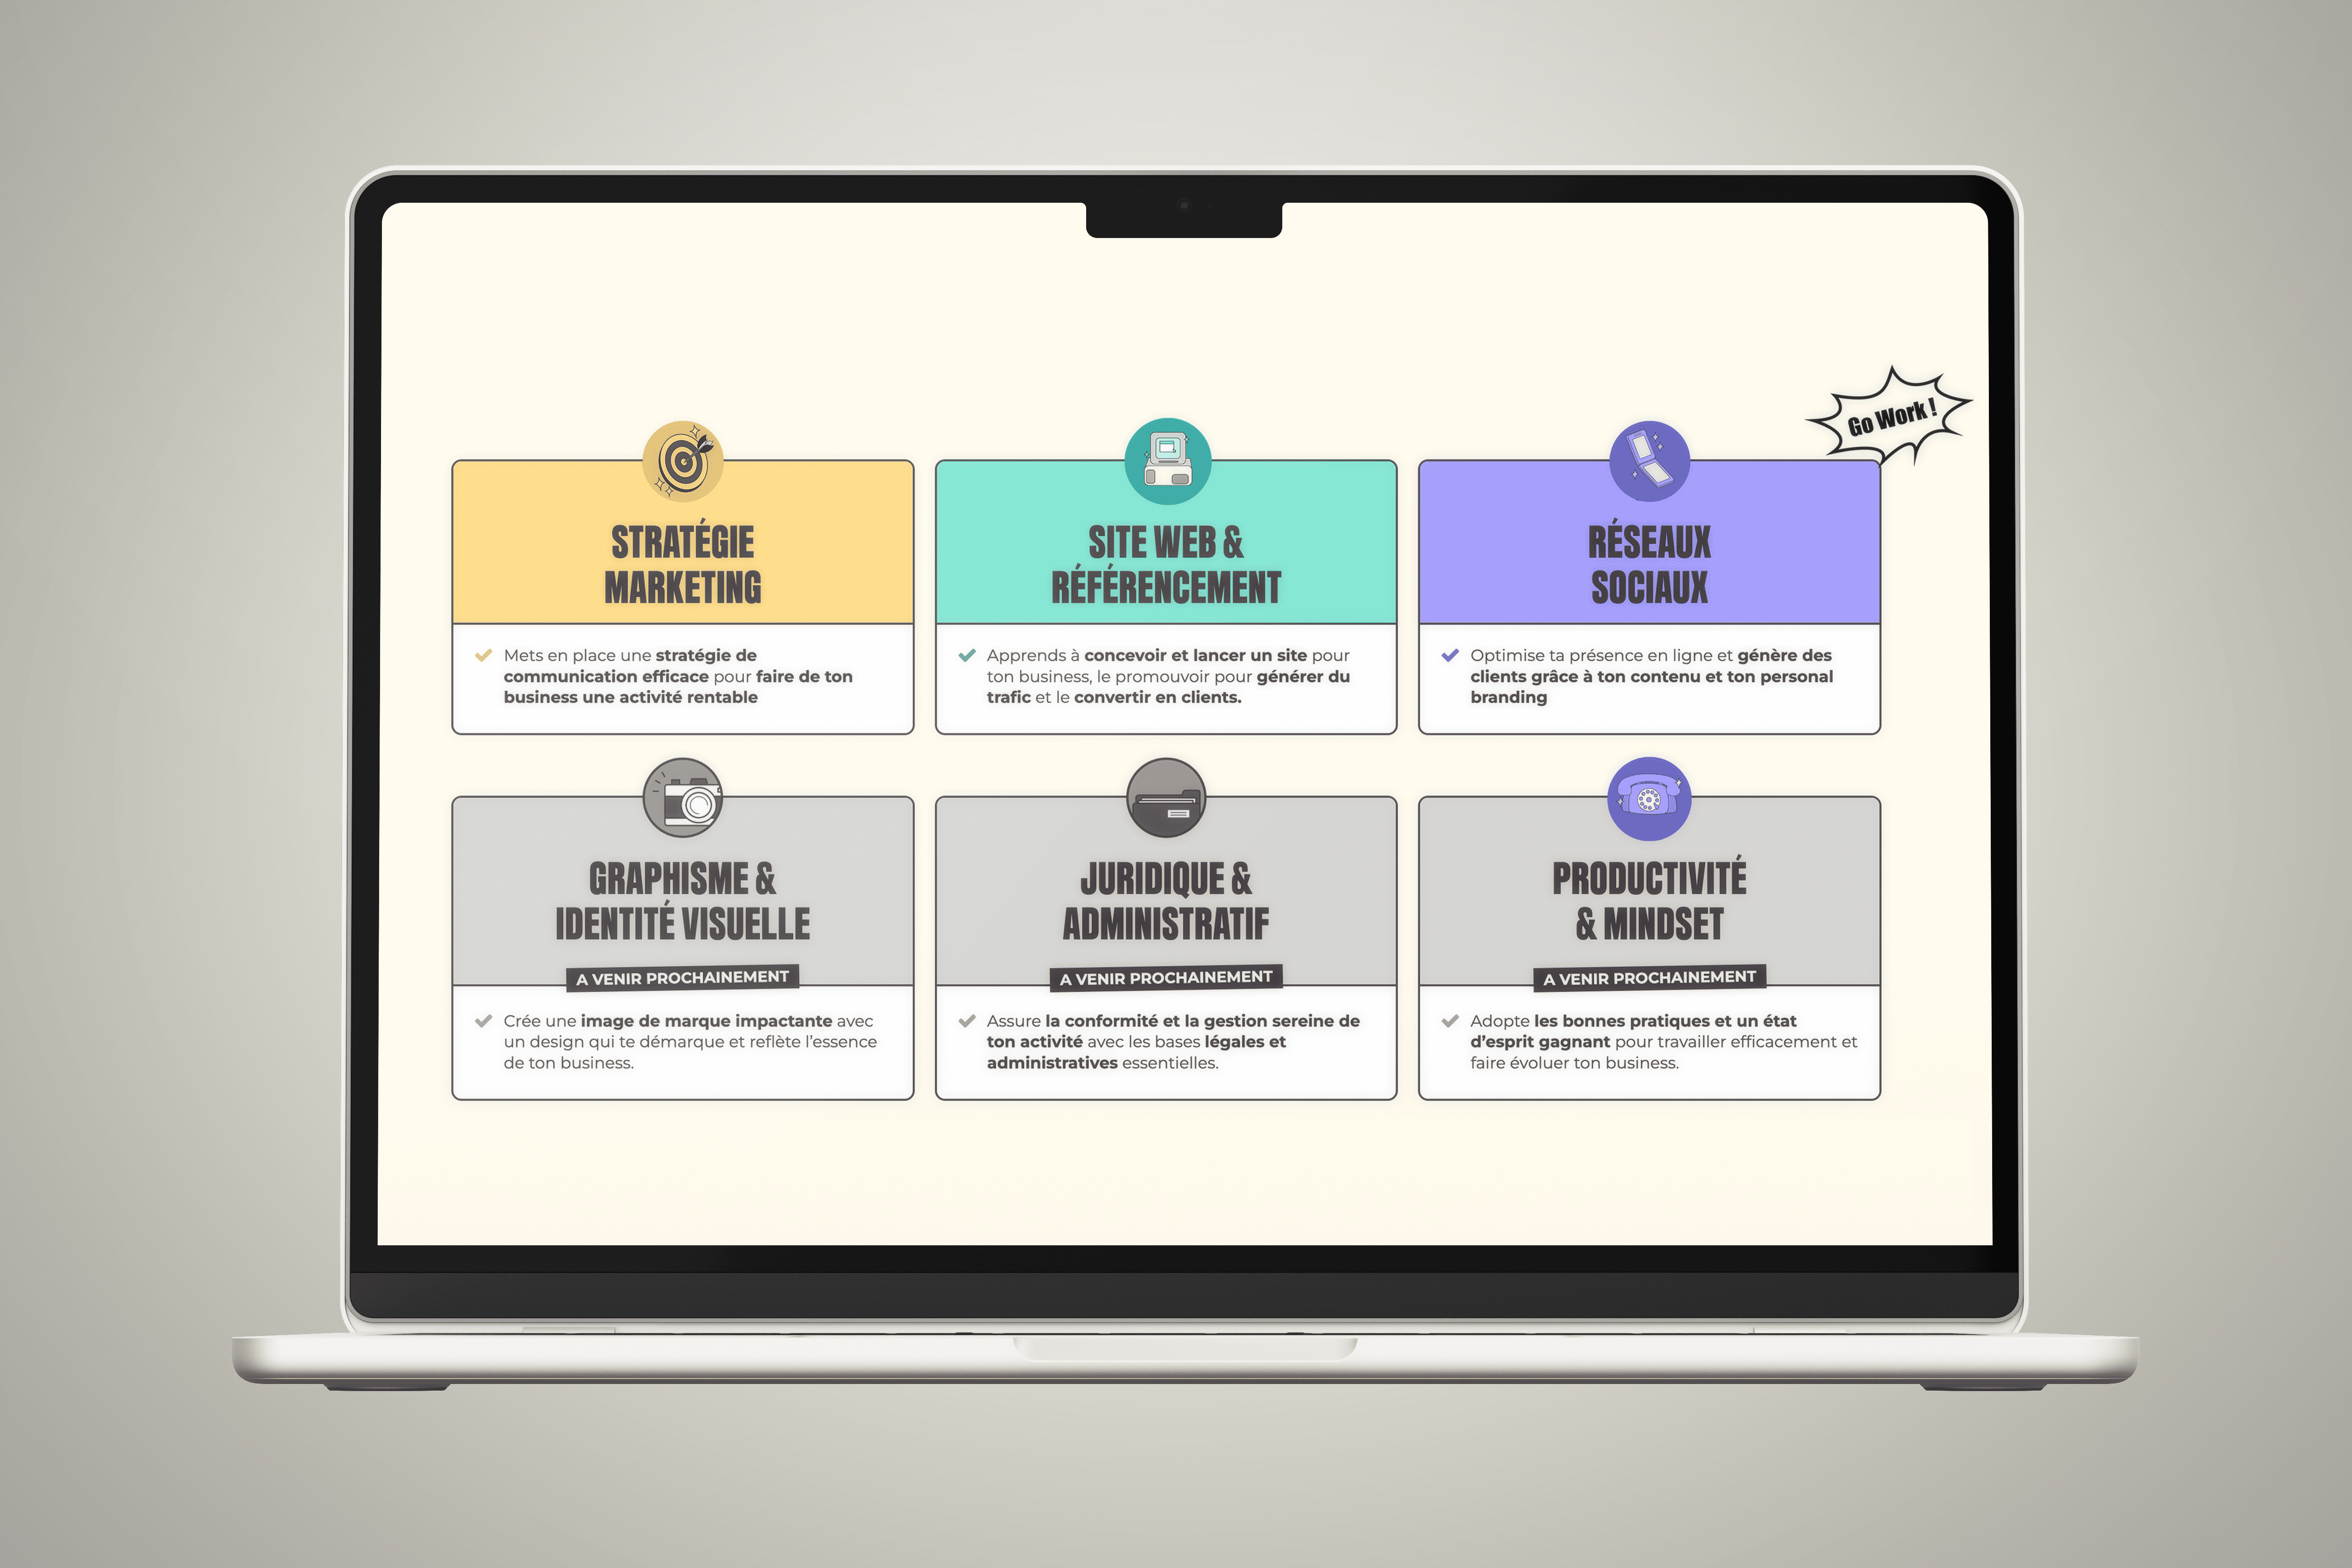 Go Work !
STRATÉGIE
MARKETING
Mets en place une stratégie de
communication efficace pour faire de ton
business une activité rentable
SITE WEB &
RÉFÉRENCEMENT
Apprends à concevoir et lancer un site pour
ton business, le promouvoir pour générer du
trafic et le convertir en clients.
RÉSEAUX
SOCIAUX
Optimise ta présence en ligne et génère des
clients grâce à ton contenu et ton personal
branding
GRAPHISME &
IDENTITÉ VISUELLE
A VENIR PROCHAINEMENT
Crée une image de marque impactante avec
un design qui te démarque et reflète l’essence
de ton business.
JURIDIQUE &
ADMINISTRATIF
A VENIR PROCHAINEMENT
Assure la conformité et la gestion sereine de
ton activité avec les bases légales et
administratives essentielles.
PRODUCTIVITÉ
& MINDSET
A VENIR PROCHAINEMENT
Adopte les bonnes pratiques et un état
d’esprit gagnant pour travailler efficacement et
faire évoluer ton business.